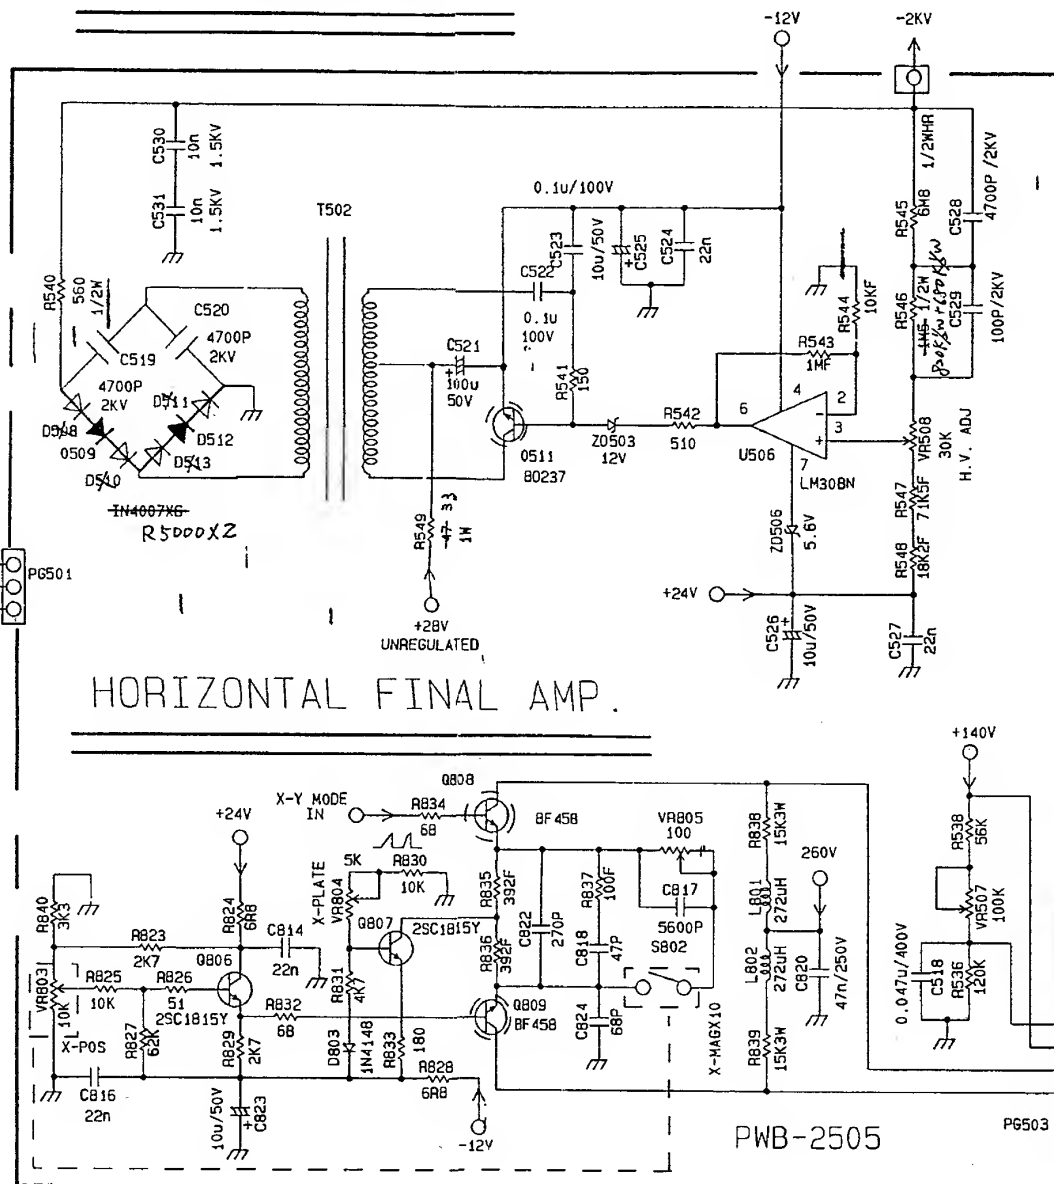 -12V
-2KV
C530
10n
1.5KV
C531
10n
1.5KV
T502
0.1u/100V
C523
10u/50V
C525
C524
22n
1/2WHR
R545
6M8
C528
4700P/2KV
R540
560
1/2W
C520
4700P
2KV
C519
4700P
2KV
C522
0.1u
100V
C521
100u
50V
R541
150
R544
10KF
R543
1MF
R546
1M5 1/2W
820K½W+680K½W
C529
100P/2KV
D511
D508
D509
D510
D512
D513
IN4007X6
R5000X2
Q511
BD237
ZD503
12V
R542
510
6
4
2
3
7
U506
LM308N
VR508
30K
H.V. ADJ
R549
47 33
1W
ZD506
5.6V
R547
71K5F
R548
18K2F
PG501
+28V
UNREGULATED
+24V
C526
10u/50V
C527
22n
HORIZONTAL FINAL AMP.
+140V
Q808
X-Y MODE
IN
R834
68
BF458
+24V
VR805
100
R838
15K3W
R538
56K
5K
R830
10K
X-PLATE
VR804
R835
392F
R837
100F
C817
5600P
260V
L801
272uH
VR507
100K
R840
3K3
R824
6R8
Q807
2SC1815Y
R823
2K7
C814
22n
Q806
C822
270P
R836
392F
C818
47P
S802
L802
272uH
C820
47n/250V
0.047u/400V
C518
R536
120K
VR803
10K
R825
10K
R826
51
2SC1815Y
R831
4K7
R832
68
Q809
BF458
C824
68P
X-POS
R827
62K
R829
2K7
D803
1N4148
R833
180
X-MAGX10
R839
15K3W
C816
22n
10u/50V
C823
R828
6R8
-12V
PWB-2505
PG503